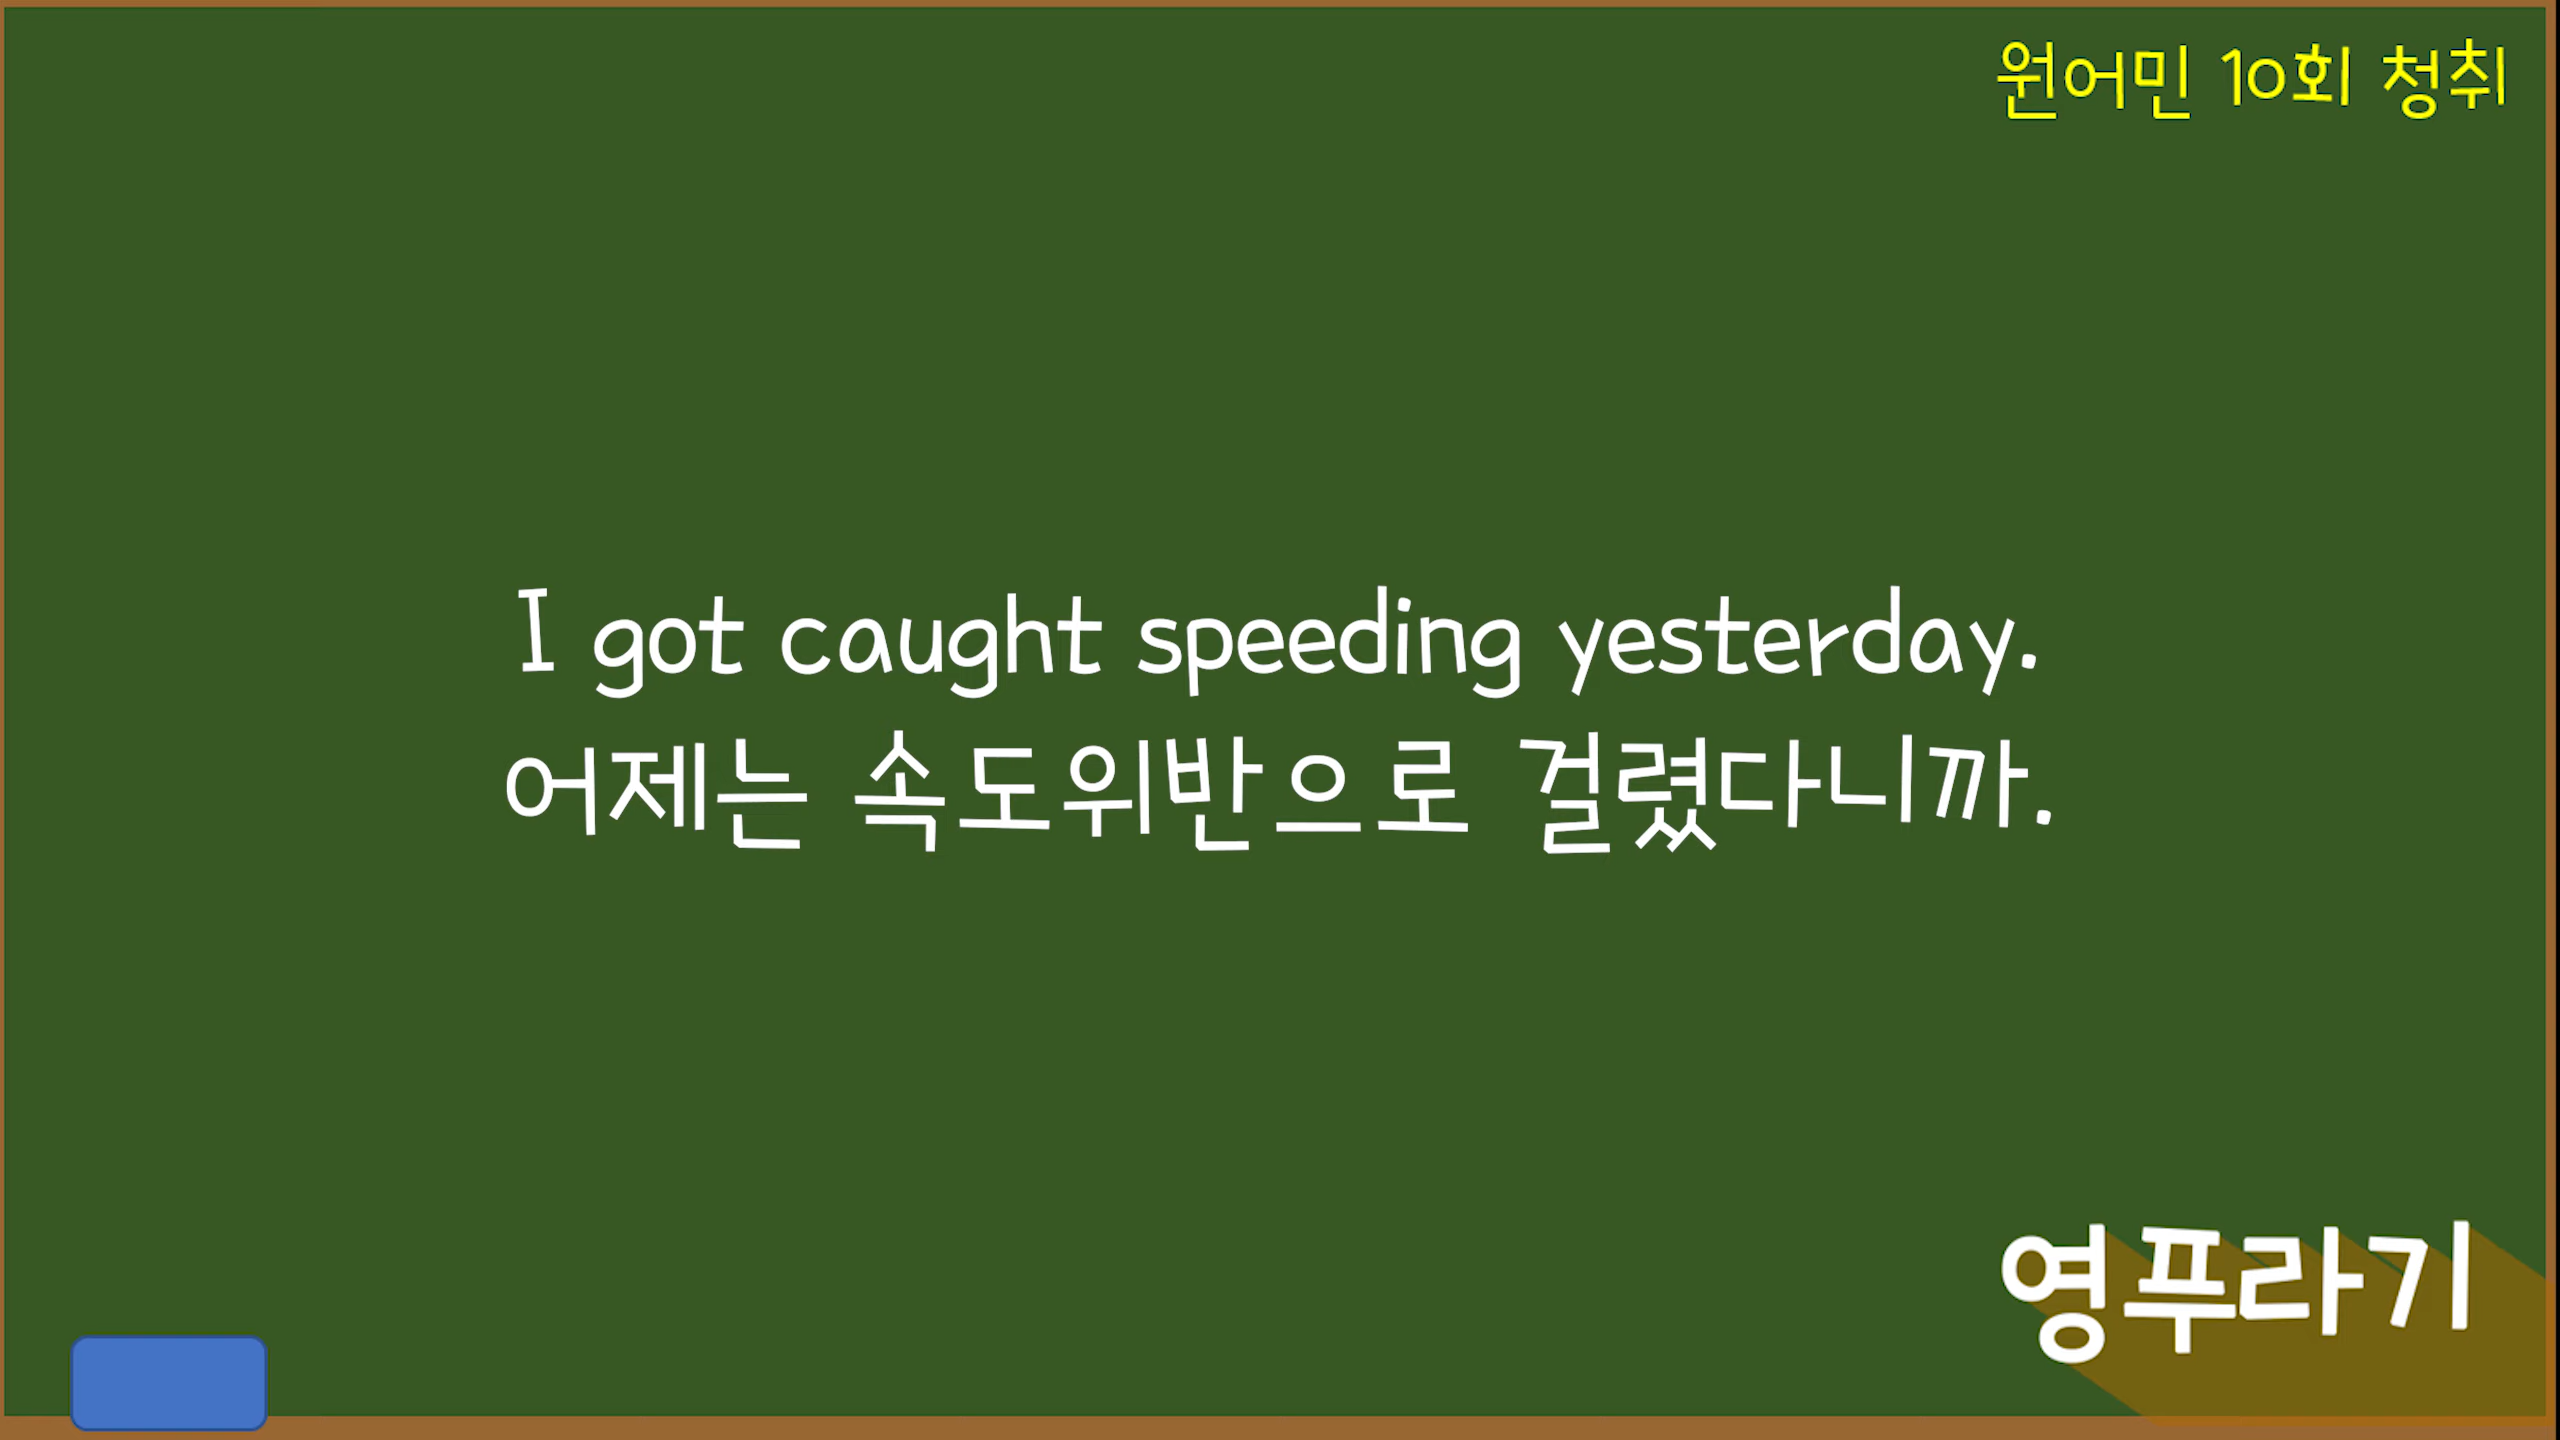 원어민 10회 청취
I got caught speeding yesterday.
어제는 속도위반으로 걸렸다니까.
영푸라기